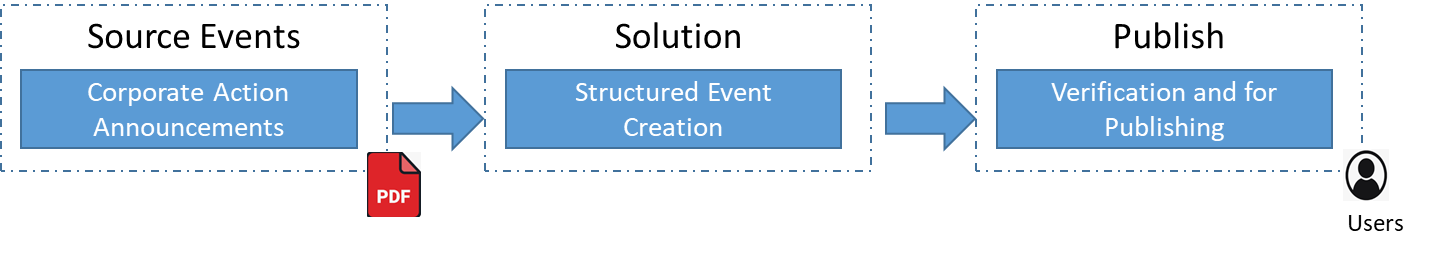 Source Events
Corporate Action
Announcements
PDF
Solution
Structured Event
Creation
Publish
Verification and for
Publishing
Users